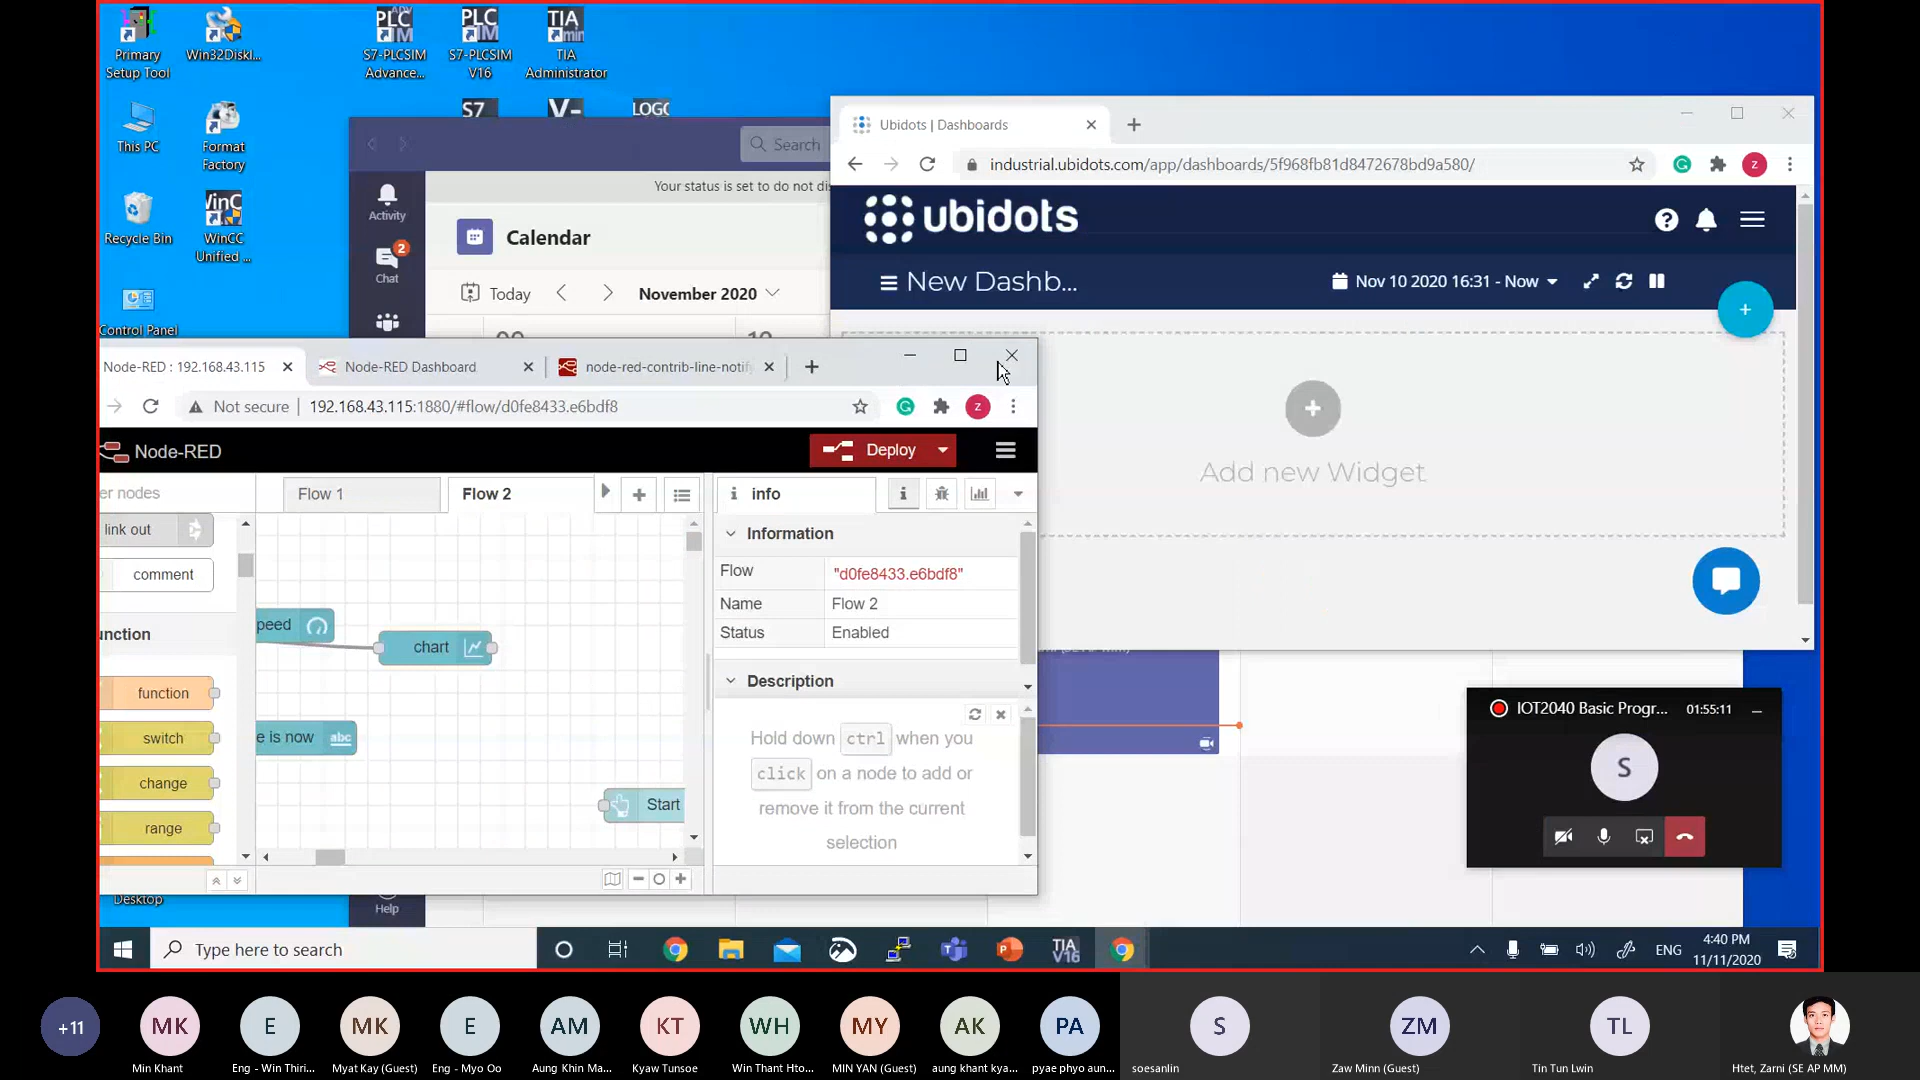 Primary
Setup Tool
Win32Diskl...
S7-PLCSIM
Advance...
S7-PLCSIM
V16
TIA
Administrator
This PC
Format
Factory
Recycle Bin
WinCC
Unified ...
Control Panel
Desktop
Search
Your status is set to do not dis
Activity
2
Chat
Calendar
Today
November 2020
Help
Ubidots | Dashboards
industrial.ubidots.com/app/dashboards/5f968fb81d8472678bd9a580/
z
ubidots
New Dashb...
Nov 10 2020 16:31 - Now
Add new Widget
Node-RED : 192.168.43.115
Node-RED Dashboard
node-red-contrib-line-notif
Not secure
192.168.43.115:1880/#flow/d0fe8433.e6bdf8
z
Node-RED
Deploy
er nodes
Flow 1
Flow 2
info
link out
comment
unction
function
switch
change
range
peed
chart
e is now
abc
Start
Information
Flow
"d0fe8433.e6bdf8"
Name
Flow 2
Status
Enabled
Description
Hold down ctrl when you
click on a node to add or
remove it from the current
selection
IOT2040 Basic Progr...
01:55:11
S
Type here to search
TIA
V16
ENG
4:40 PM
11/11/2020
+11
MK
E
MK
E
AM
KT
WH
MY
AK
PA
S
ZM
TL
Min Khant
Eng - Win Thiri...
Myat Kay (Guest)
Eng - Myo Oo
Aung Khin Ma...
Kyaw Tunsoe
Win Thant Hto...
MIN YAN (Guest)
aung khant kya...
pyae phyo aun...
soesanlin
Zaw Minn (Guest)
Tin Tun Lwin
Htet, Zarni (SE AP MM)